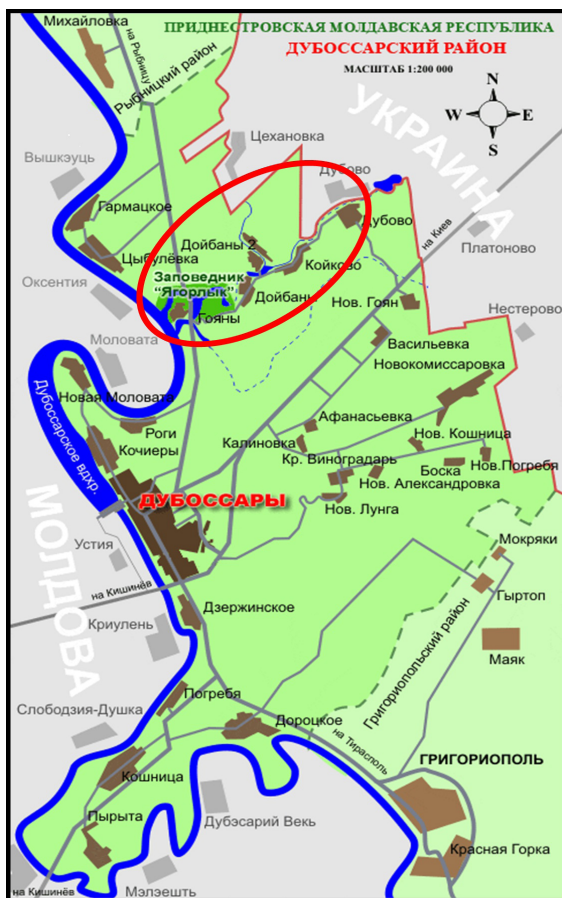 Михайловка
на Рыбницу
ПРИДНЕСТРОВСКАЯ МОЛДАВСКАЯ РЕСПУБЛИКА
ДУБОССАРСКИЙ РАЙОН
МАСШТАБ 1:200 000
Рыбницкий район
N
W
E
S
УКРАИНА
Цехановка
Вышкэуць
Дубово
Гармацкое
Дубово
на Киев
Платоново
Дойбаны 2
Цыбулёвка
Койково
Заповедник
"Ягорлык"
Оксентия
Дойбаны
Нов. Гоян
Гояны
Нестерово
Моловата
Васильевка
Новокомиссаровка
Дубоссарское вдхр.
Новая Моловата
Роги
Афанасьевка
Кочиеры
Калиновка
Нов. Кошница
Кр. Виноградарь
Боска
Нов.Погребя
Нов. Александровка
МОЛДОВА
ДУБОССАРЫ
Нов. Лунга
Устия
Мокряки
на Кишинёв
Дзержинское
Гыртоп
Криулень
Григориопольский район
Маяк
Погребя
Слободзия-Душка
Дороцкое
на Тирасполь
ГРИГОРИОПОЛЬ
Кошница
Дубэсарий Векь
Пырыта
Красная Горка
на Кишинёв
Мэлэешть